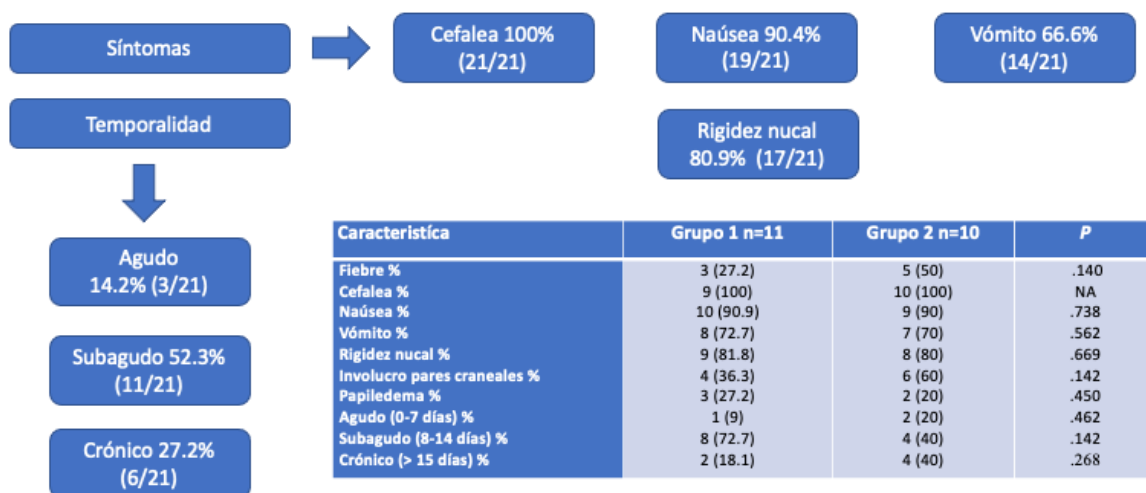 Síntomas
Cefalea 100%
(21/21)
Naúsea 90.4%
(19/21)
Vómito 66.6%
(14/21)
Temporalidad
Rigidez nucal
80.9% (17/21)
Agudo
14.2% (3/21)
Subagudo 52.3%
(11/21)
Crónico 27.2%
(6/21)
Caracteristíca Grupo 1 n=11 Grupo 2 n=10 P
Fiebre % 3 (27.2) 5 (50) .140
Cefalea % 9 (100) 10 (100) NA
Naúsea % 10 (90.9) 9 (90) .738
Vómito % 8 (72.7) 7 (70) .562
Rigidez nucal % 9 (81.8) 8 (80) .669
Involucro pares craneales % 4 (36.3) 6 (60) .142
Papiledema % 3 (27.2) 2 (20) .450
Agudo (0-7 días) % 1 (9) 2 (20) .462
Subagudo (8-14 días) % 8 (72.7) 4 (40) .142
Crónico (> 15 días) % 2 (18.1) 4 (40) .268